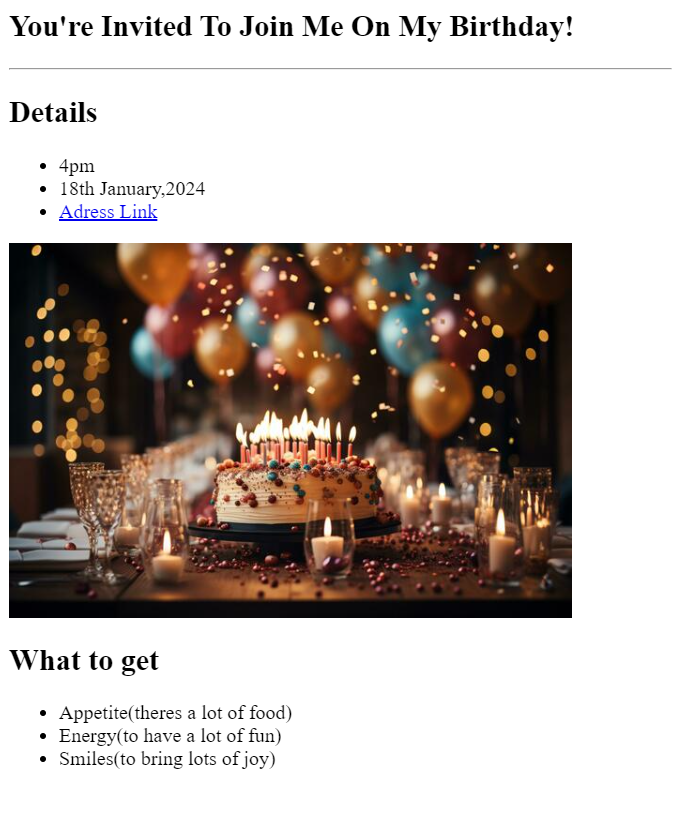 You're Invited To Join Me On My Birthday!
Details
4pm
18th January,2024
Adress Link
What to get
Appetite(theres a lot of food)
Energy(to have a lot of fun)
Smiles(to bring lots of joy)